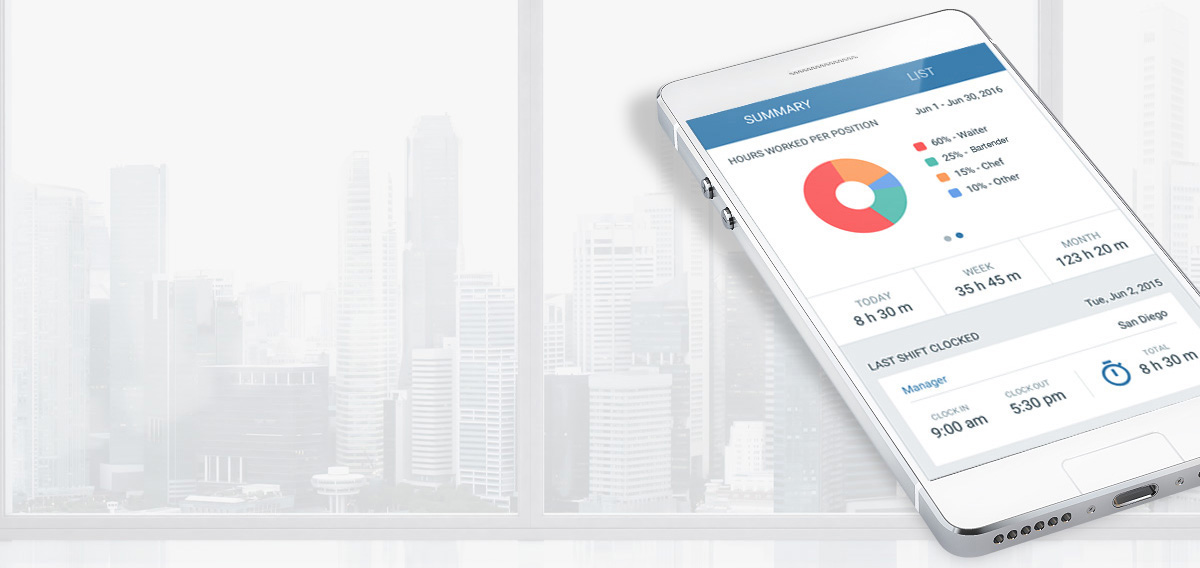 SUMMARY LIST
HOURS WORKED PER POSITION Jun 1 - Jun 30, 2016
60% - Waiter
25% - Bartender
15% - Chef
10% - Other
TODAY WEEK MONTH
8 h 30 m 35 h 45 m 123 h 20 m
LAST SHIFT CLOCKED Tue, Jun 2, 2015
Manager San Diego
CLOCK IN CLOCK OUT TOTAL
9:00 am 5:30 pm 8 h 30 m